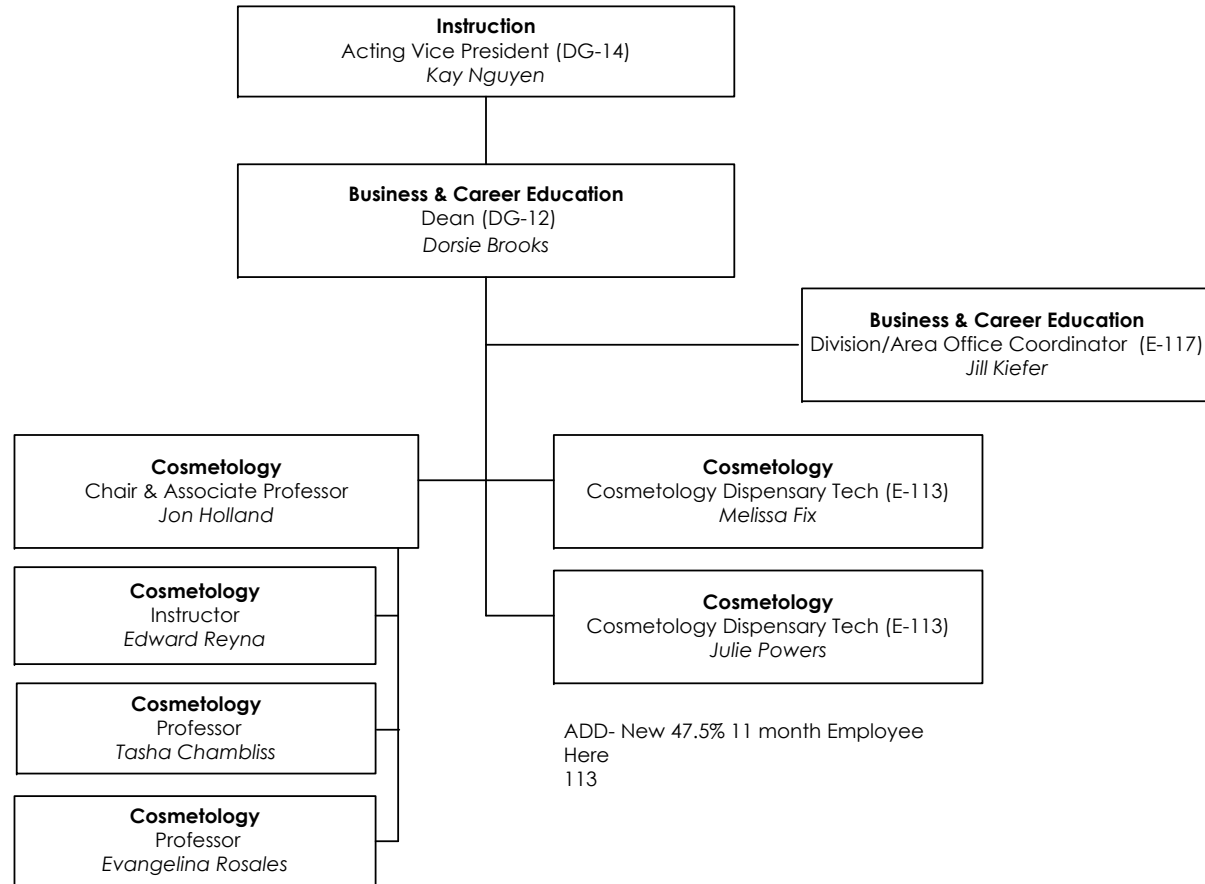 Instruction
Acting Vice President (DG-14)
Kay Nguyen
Business & Career Education
Dean (DG-12)
Dorsie Brooks
Business & Career Education
Division/Area Office Coordinator  (E-117)
Jill Kiefer
Cosmetology
Chair & Associate Professor
Jon Holland
Cosmetology
Cosmetology Dispensary Tech (E-113)
Melissa Fix
Cosmetology
Instructor
Edward Reyna
Cosmetology
Cosmetology Dispensary Tech (E-113)
Julie Powers
Cosmetology
Professor
Tasha Chambliss
ADD- New 47.5% 11 month Employee
Here
113
Cosmetology
Professor
Evangelina Rosales